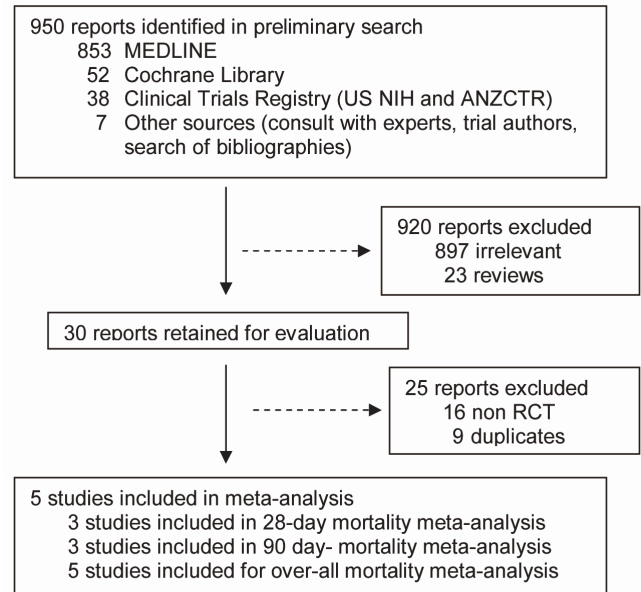 950 reports identified in preliminary search
853 MEDLINE
52 Cochrane Library
38 Clinical Trials Registry (US NIH and ANZCTR)
7 Other sources (consult with experts, trial authors,
search of bibliographies)
920 reports excluded
897 irrelevant
23 reviews
30 reports retained for evaluation
25 reports excluded
16 non RCT
9 duplicates
5 studies included in meta-analysis
3 studies included in 28-day mortality meta-analysis
3 studies included in 90 day- mortality meta-analysis
5 studies included for over-all mortality meta-analysis